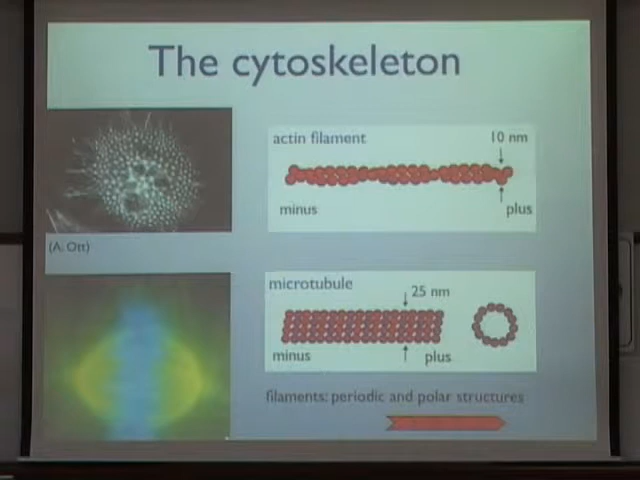 The cytoskeleton
actin filament
10 nm
minus
plus
(A. Ott)
microtubule
25 nm
minus
plus
filaments: periodic and polar structures